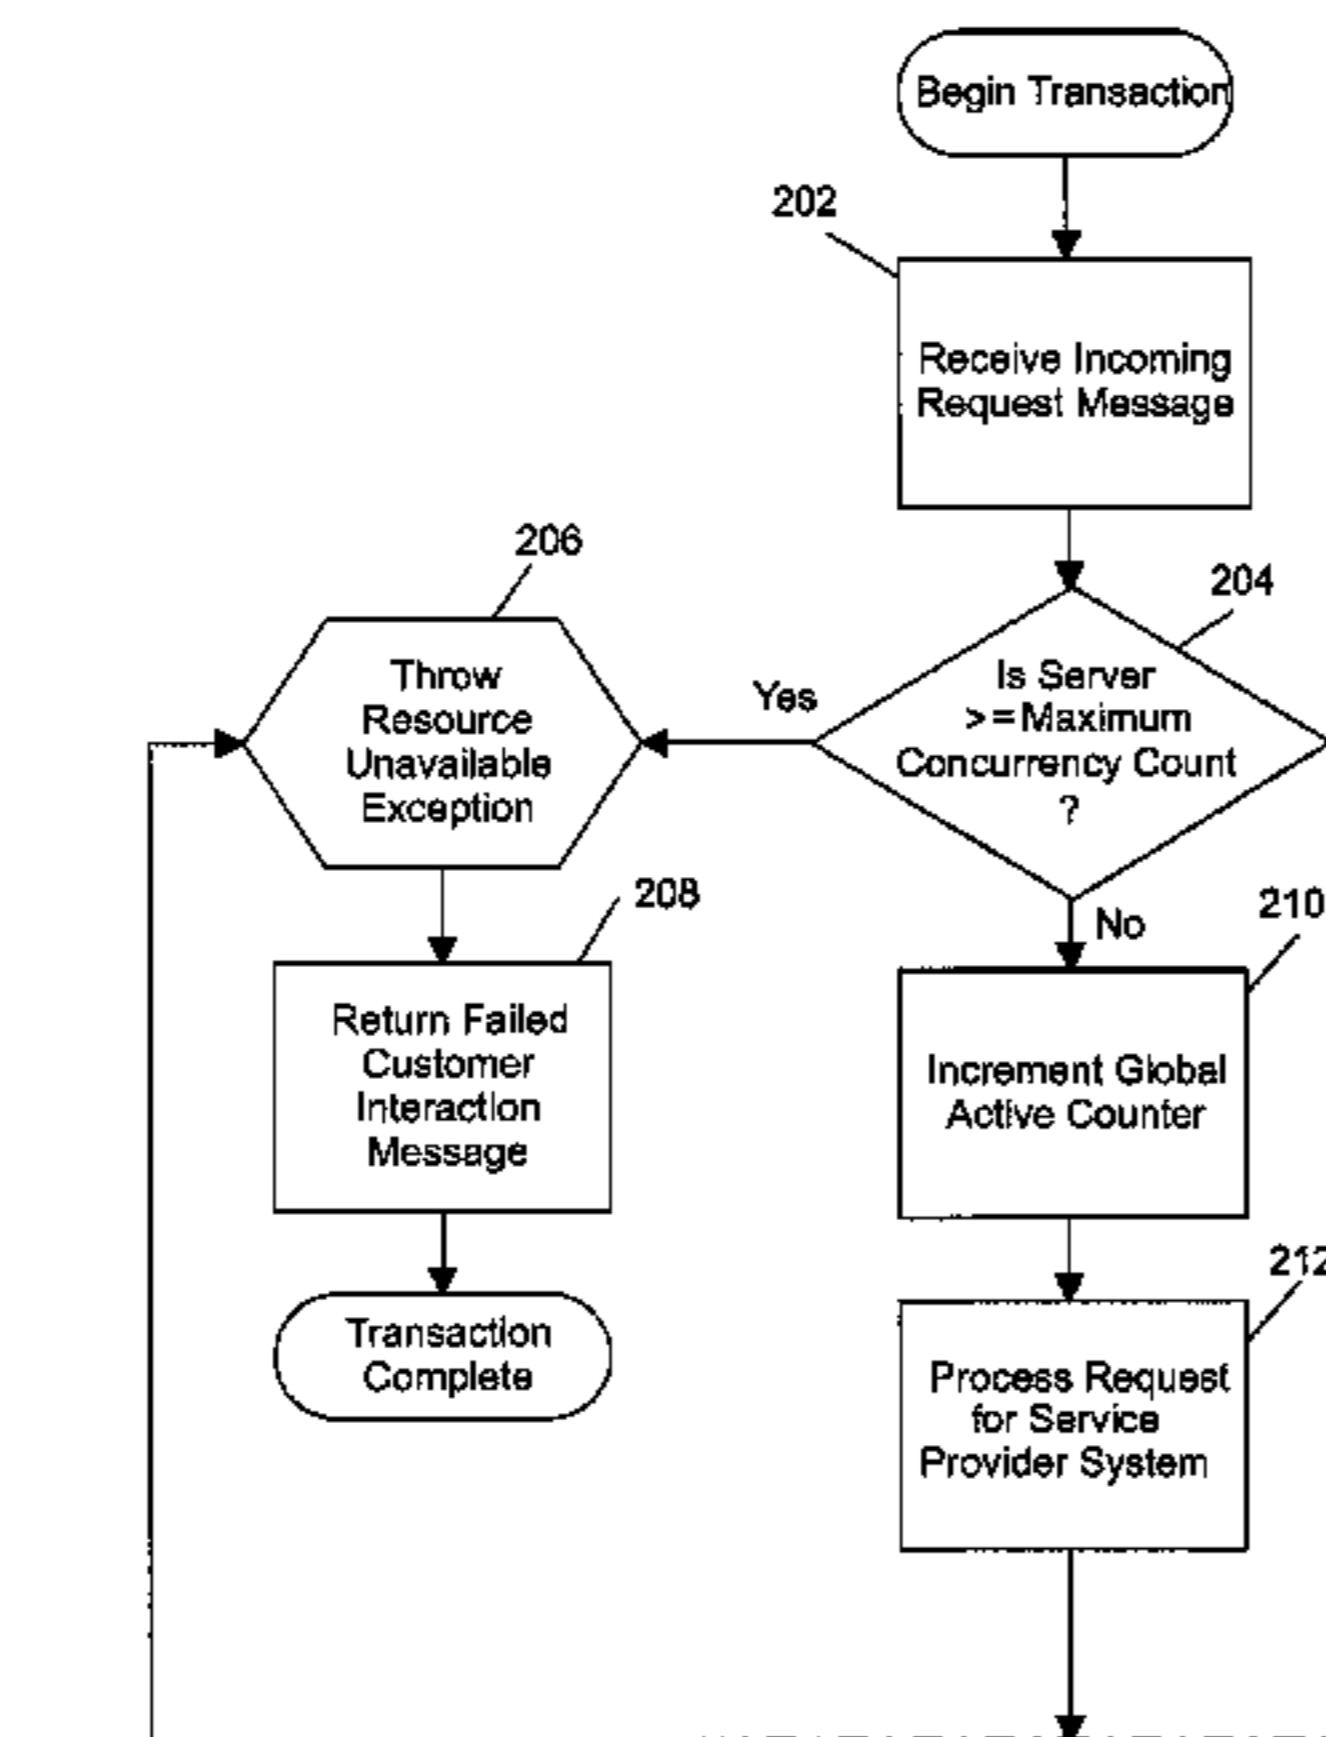 Begin Transaction
202
Receive Incoming
Request Message
206
204
Throw
Resource
Unavailable
Exception
Yes
Is Server
>=Maximum
Concurrency Count
?
208
No
210
Return Failed
Customer
Interaction
Message
Increment Global
Active Counter
212
Transaction
Complete
Process Request
for Service
Provider System